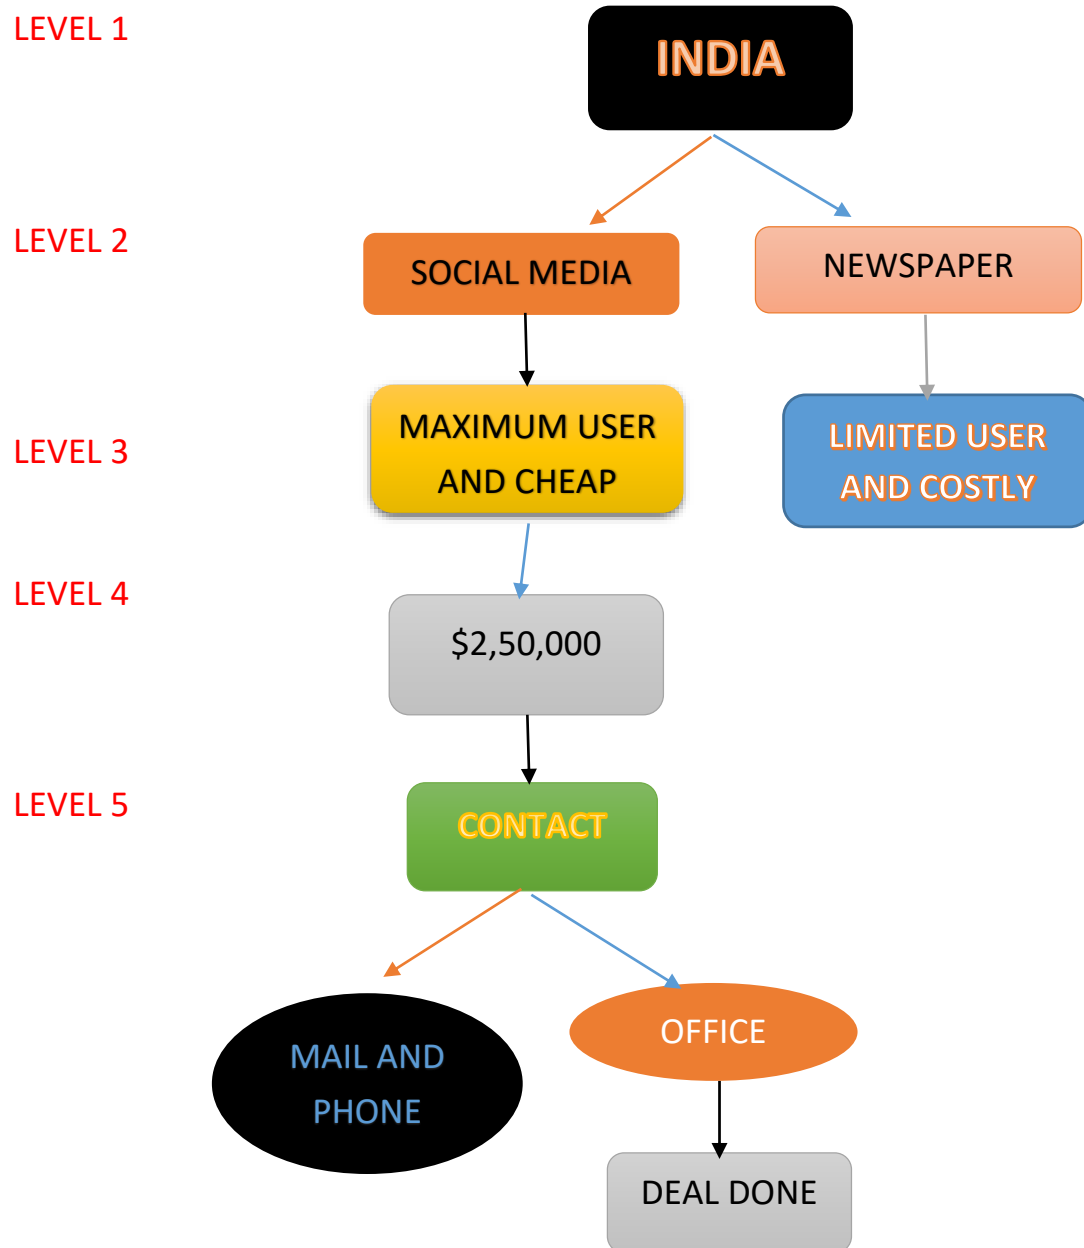 LEVEL 1
INDIA
LEVEL 2
SOCIAL MEDIA
NEWSPAPER
LEVEL 3
MAXIMUM USER
AND CHEAP
LIMITED USER
AND COSTLY
LEVEL 4
$2,50,000
LEVEL 5
CONTACT
MAIL AND
PHONE
OFFICE
DEAL DONE